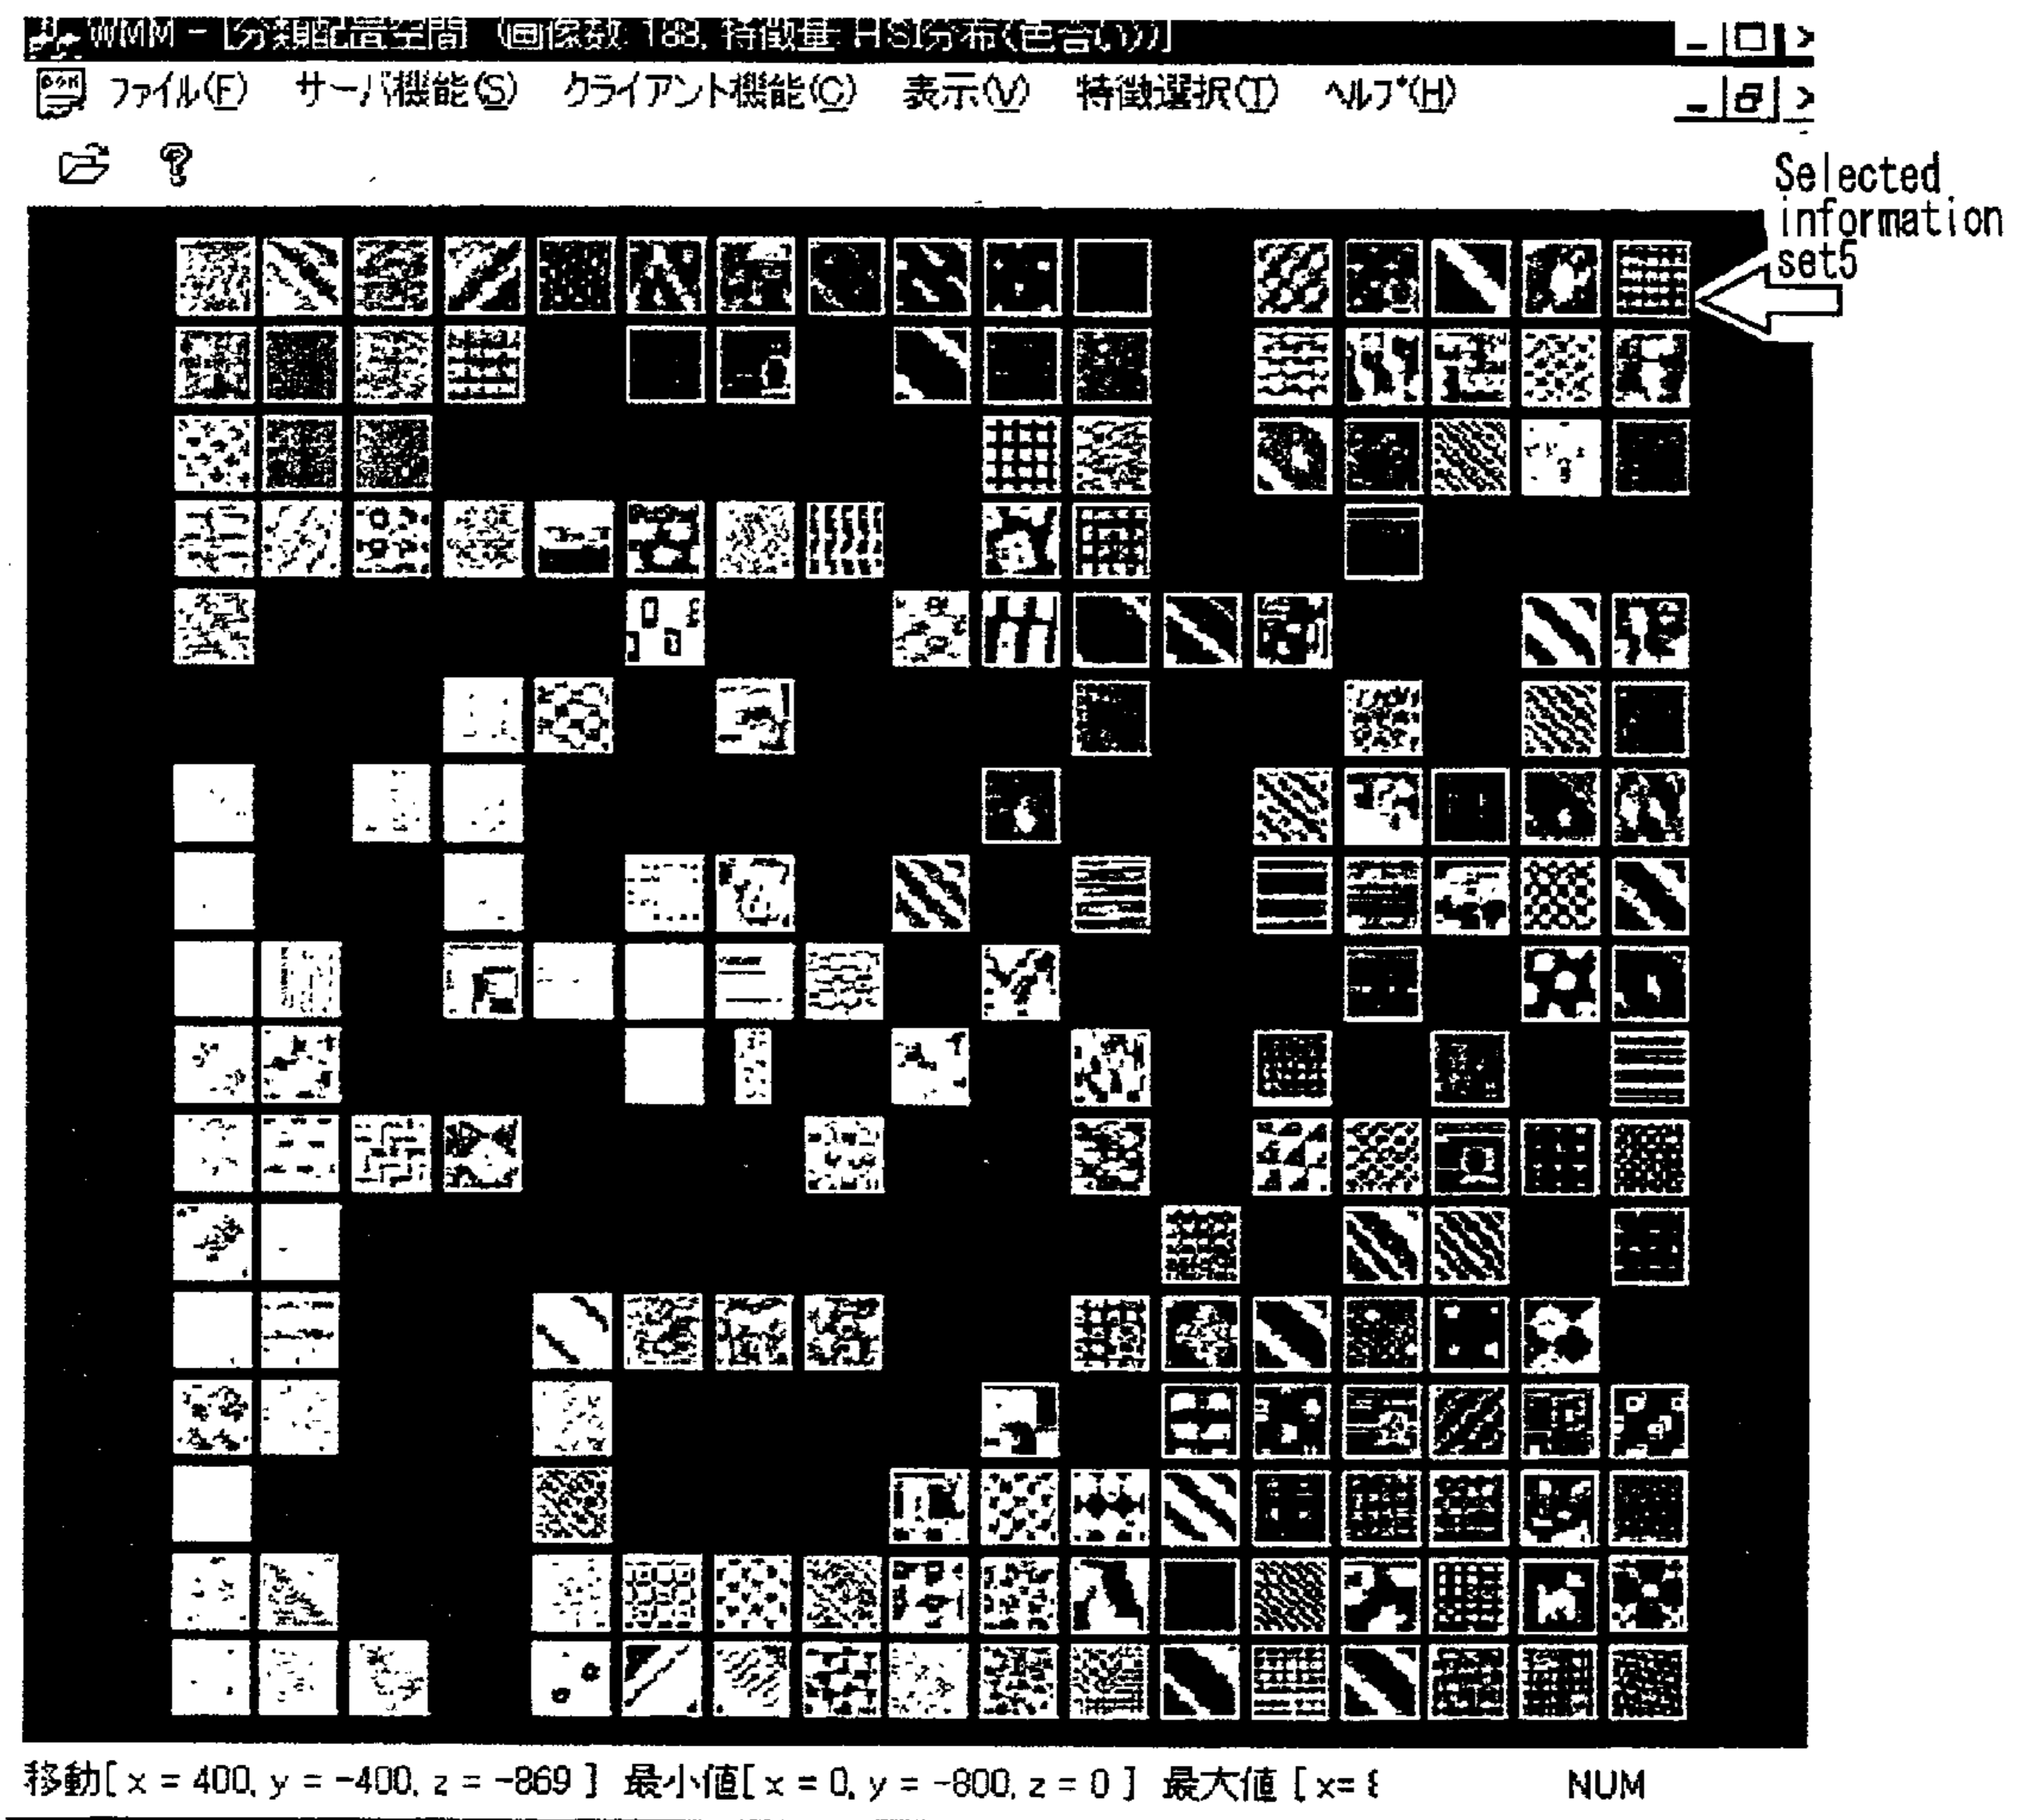 WMM - [分類配置空間 (画像数: 188, 特徴量: HSI分布(色合い))]
ファイル(F) サーバ機能(S) クライアント機能(C) 表示(V) 特徴選択(T) ヘルプ(H)
Selected
information
set5
移動[ x = 400, y = -400, z = -869 ] 最小値[ x = 0, y = -800, z = 0 ] 最大値 [ x= NUM